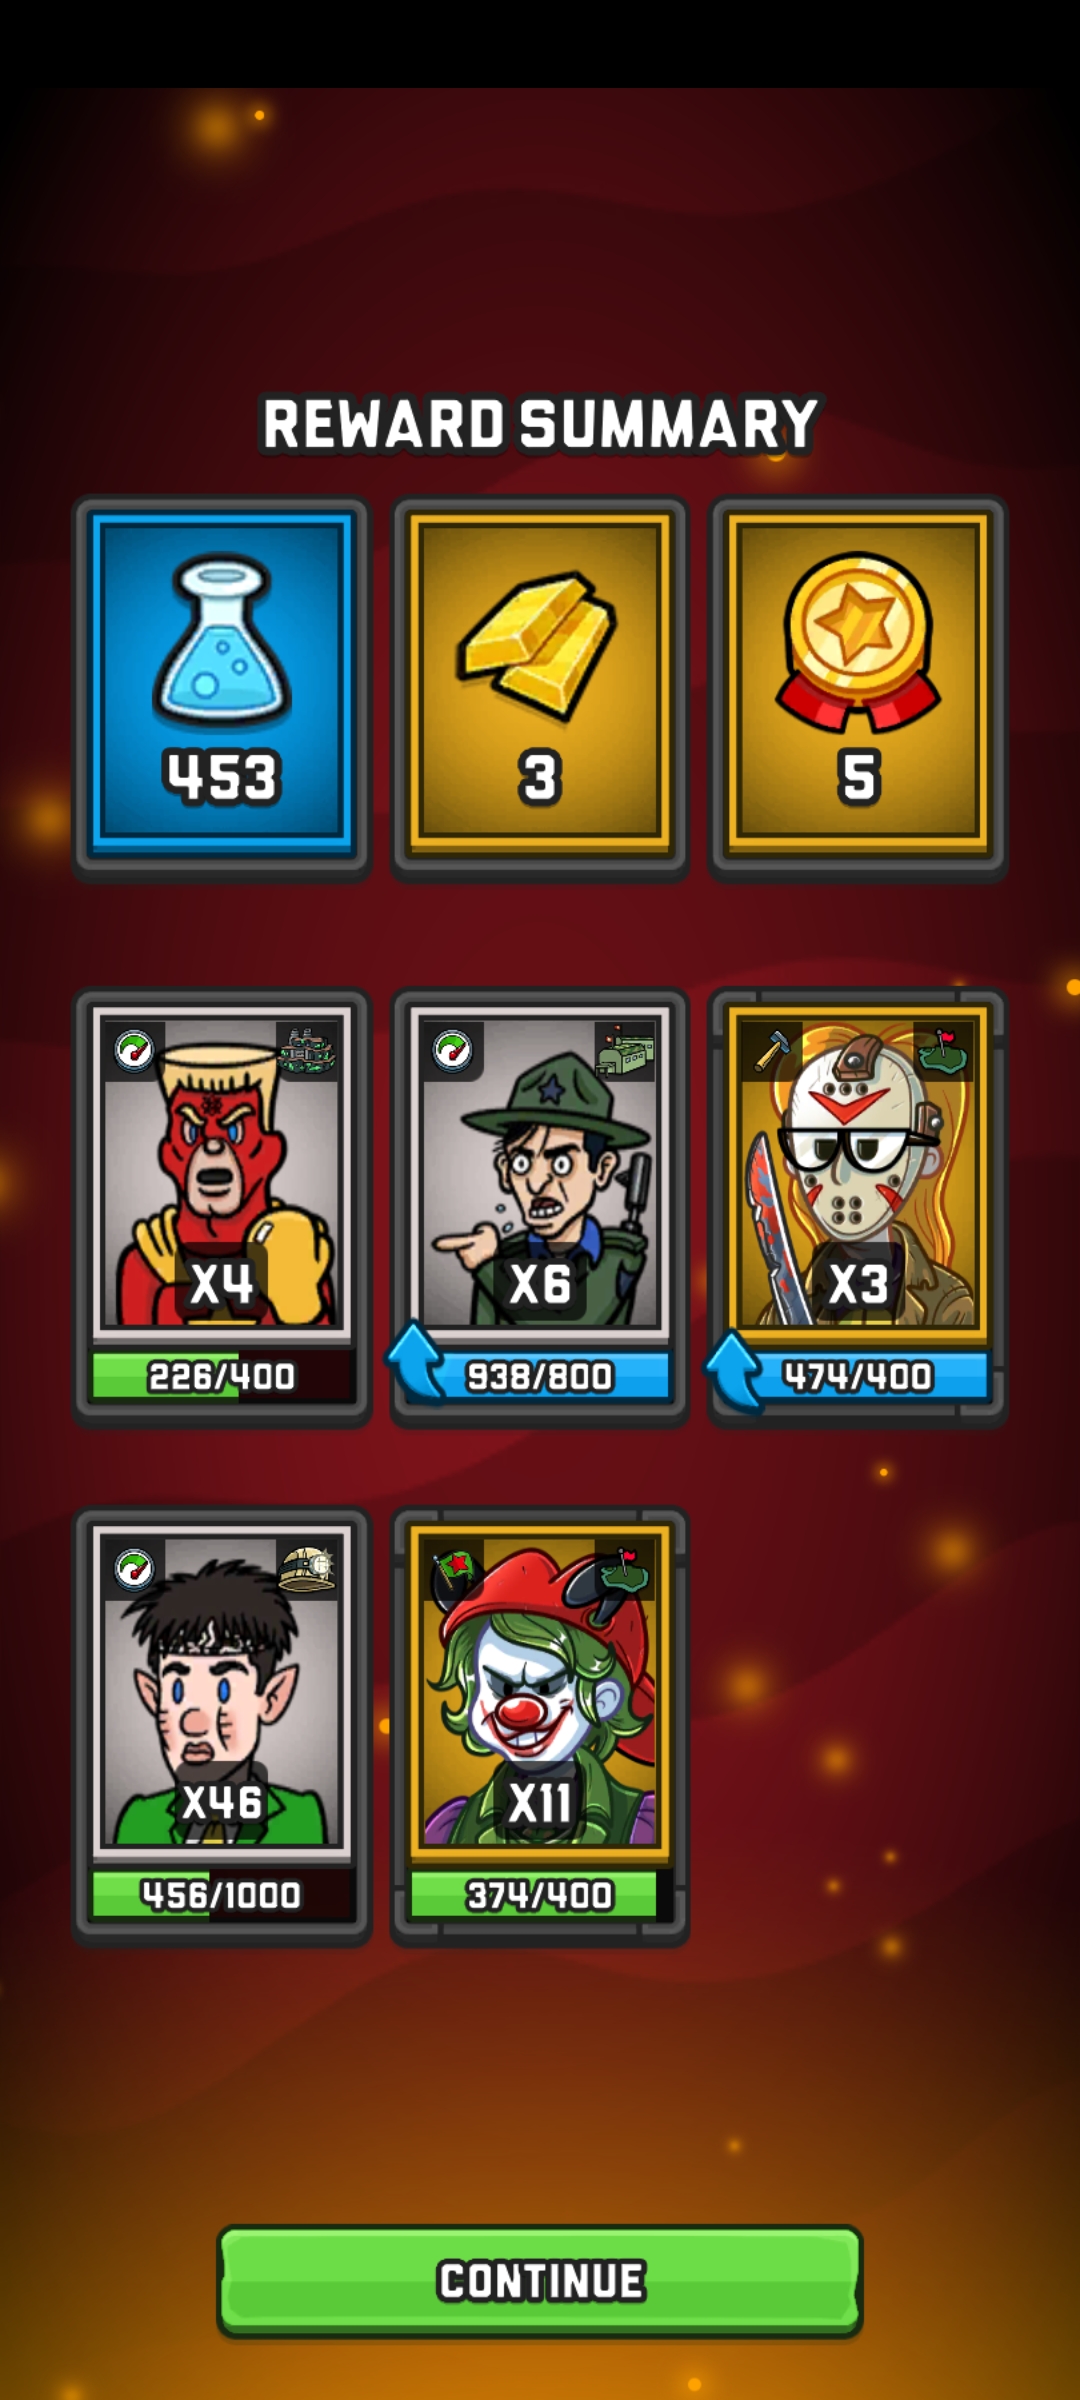 REWARD SUMMARY
453
3
5
X4
X6
X3
226/400
938/800
474/400
X46
X11
456/1000
374/400
CONTINUE